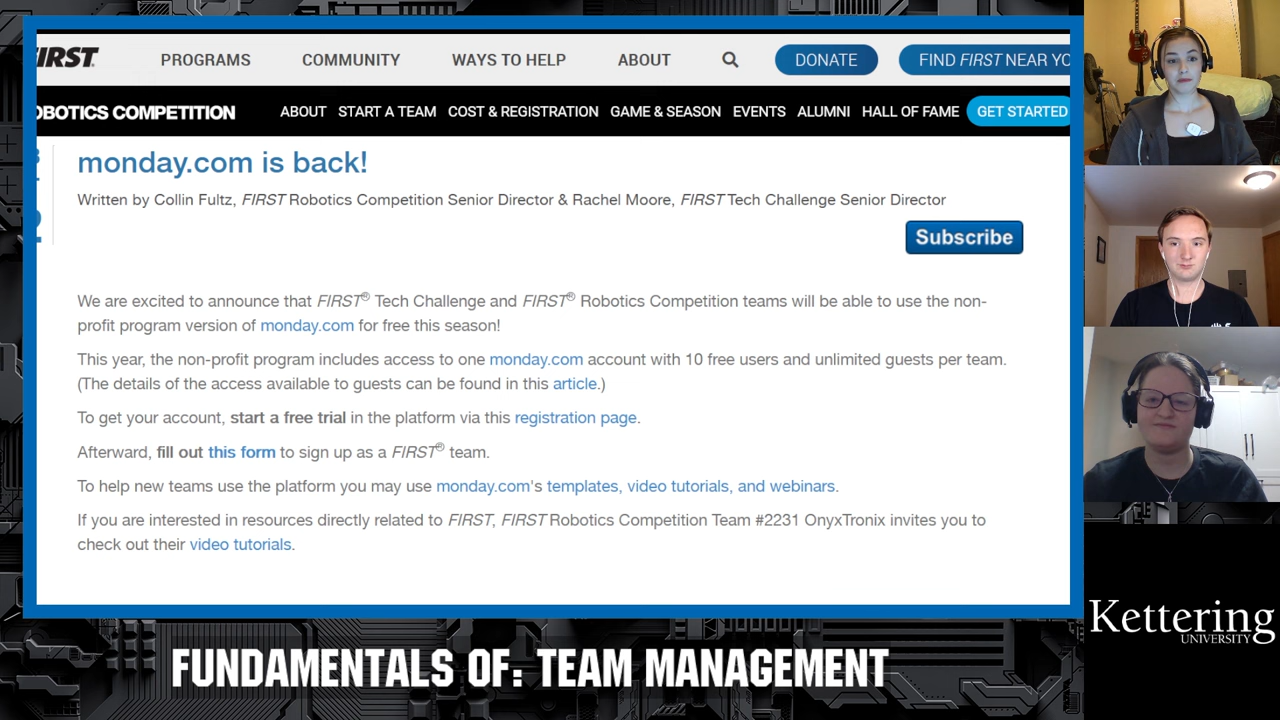 FIRST
PROGRAMS COMMUNITY WAYS TO HELP ABOUT DONATE FIND FIRST NEAR YO
OBOTICS COMPETITION ABOUT START A TEAM COST & REGISTRATION GAME & SEASON EVENTS ALUMNI HALL OF FAME GET STARTED
monday.com is back!
Written by Collin Fultz, FIRST Robotics Competition Senior Director & Rachel Moore, FIRST Tech Challenge Senior Director
Subscribe
We are excited to announce that FIRST® Tech Challenge and FIRST® Robotics Competition teams will be able to use the non-
profit program version of monday.com for free this season!
This year, the non-profit program includes access to one monday.com account with 10 free users and unlimited guests per team.
(The details of the access available to guests can be found in this article.)
To get your account, start a free trial in the platform via this registration page.
Afterward, fill out this form to sign up as a FIRST® team.
To help new teams use the platform you may use monday.com's templates, video tutorials, and webinars.
If you are interested in resources directly related to FIRST, FIRST Robotics Competition Team #2231 OnyxTronix invites you to
check out their video tutorials.
Kettering
UNIVERSITY
FUNDAMENTALS OF: TEAM MANAGEMENT